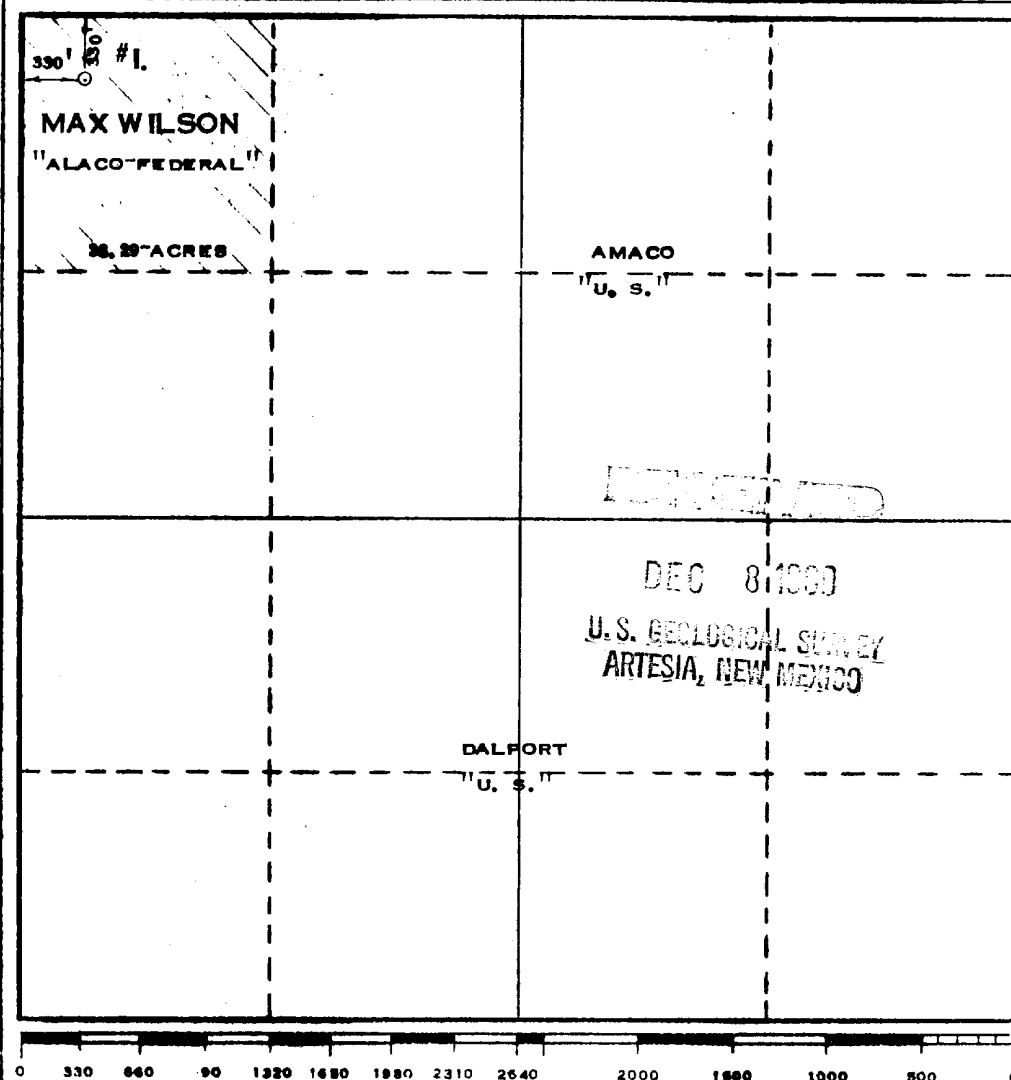 330' 330' #1.
MAX WILSON
"ALACO-FEDERAL"
ACRES
AMACO
"U. S."
DEC 8
U.S. GEOLOGICAL SURVEY
ARTESIA, NEW MEXICO
DALPORT
"U. S."
0 330 660 90 1320 1650 1980 2310 2640 2000 1500 1000 500